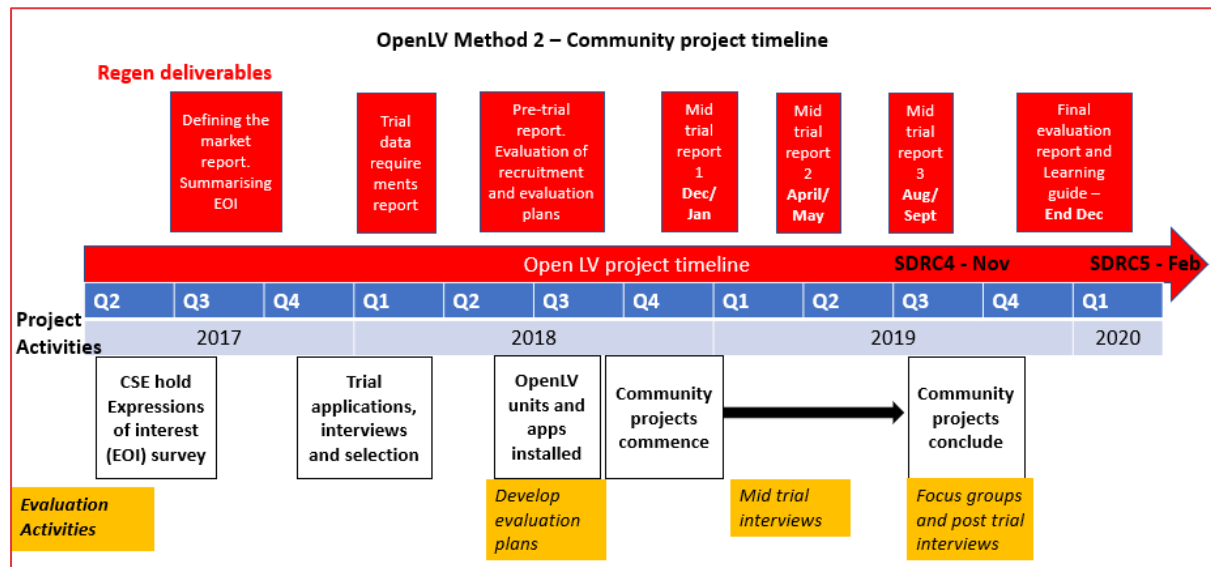 OpenLV Method 2 – Community project timeline
Regen deliverables
Defining the
market
report.
Summarising
EOI
Trial
data
require
ments
report
Pre-trial
report.
Evaluation of
recruitment
and evaluation
plans
Mid
trial
report
1
Dec/
Jan
Mid
trial
report
2
April/
May
Mid
trial
report
3
Aug/
Sept
Final
evaluation
report and
Learning
guide –
End Dec
Open LV project timeline
SDRC4 - Nov
SDRC5 - Feb
Q2 Q3 Q4 Q1 Q2 Q3 Q4 Q1 Q2 Q3 Q4 Q1
Project
Activities
2017 2018 2019 2020
CSE hold
Expressions
of interest
(EOI) survey
Trial
applications,
interviews
and selection
OpenLV
units and
apps
installed
Community
projects
commence
Community
projects
conclude
Evaluation
Activities
Develop
evaluation
plans
Mid trial
interviews
Focus groups
and post trial
interviews